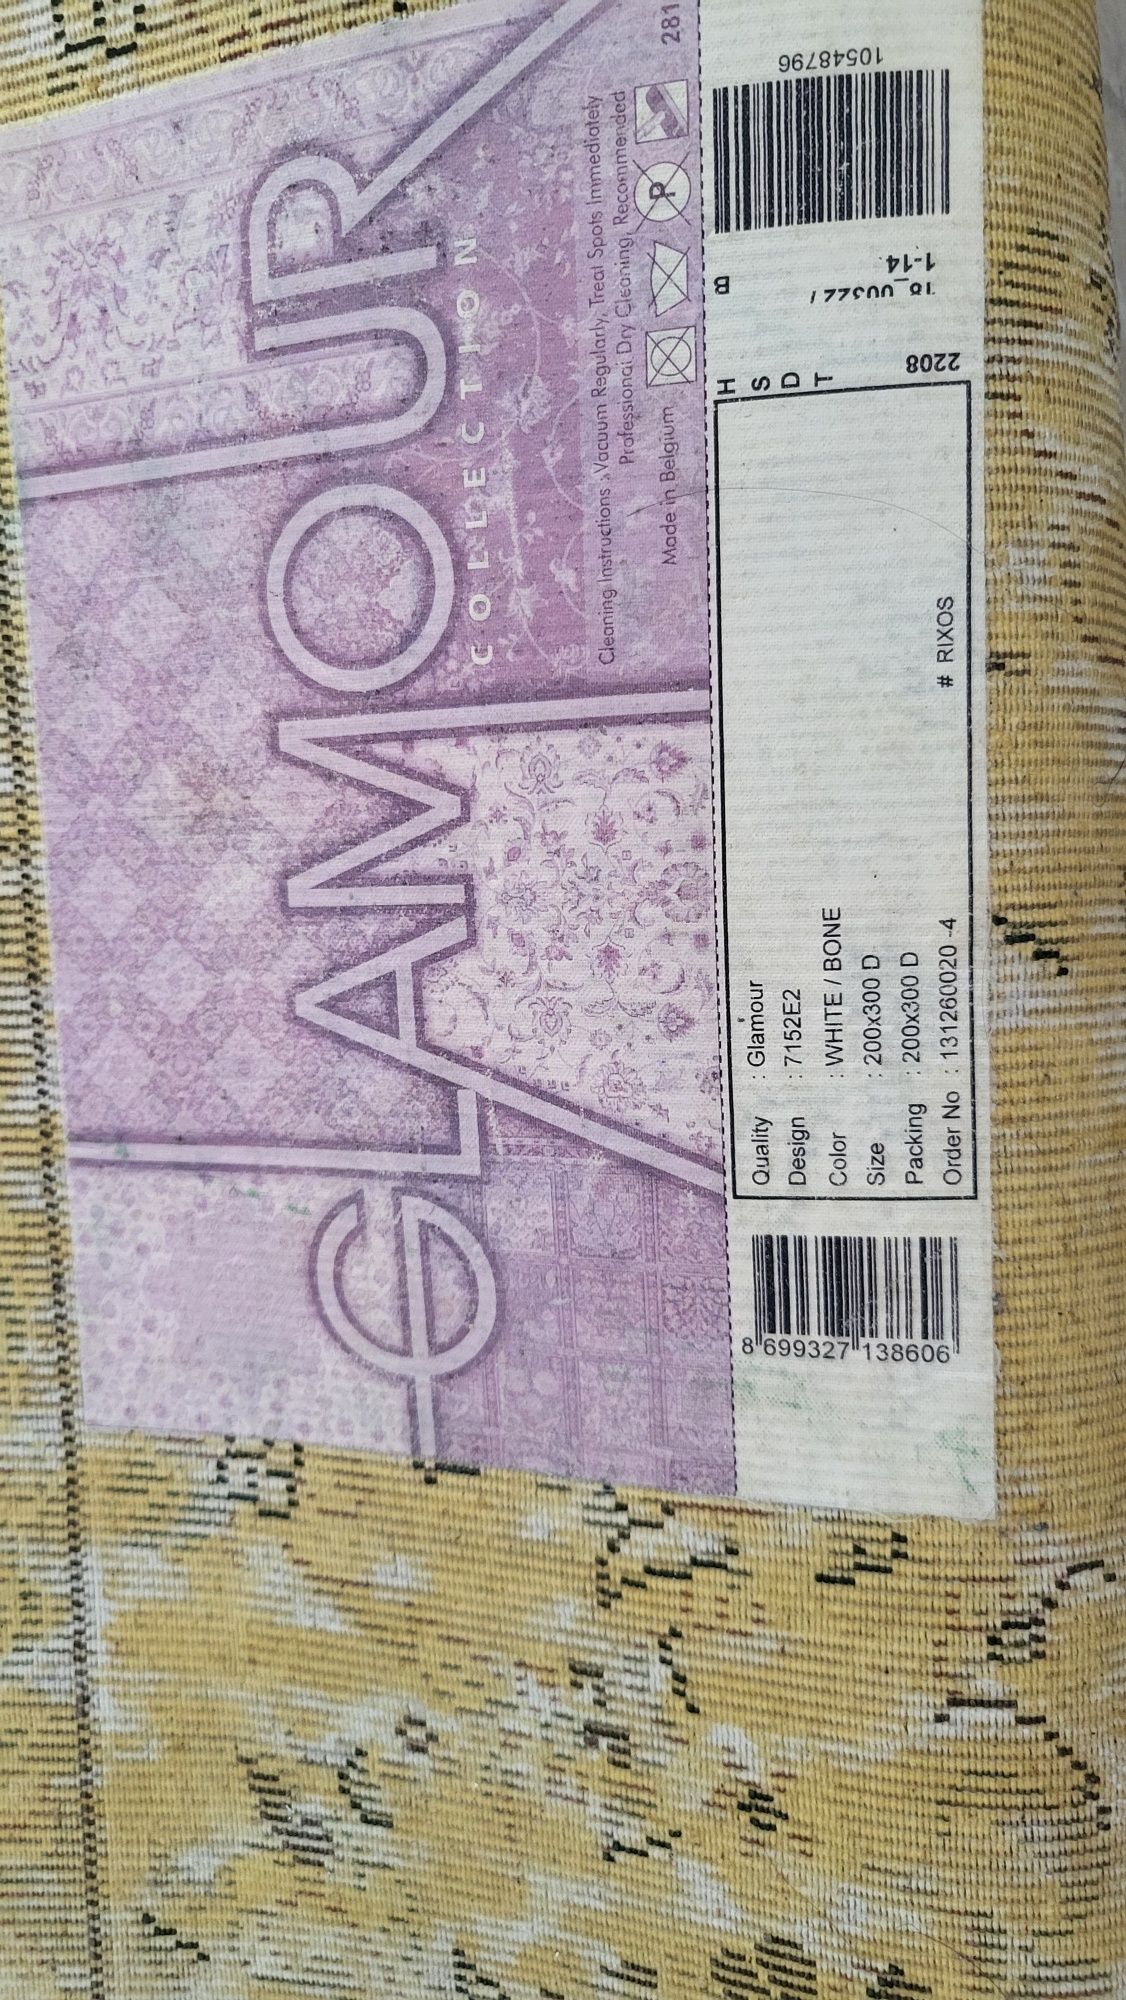 GLAMOUR
COLLECTION
Cleaning Instructions : Vacuum Regularly, Treat Spots Immediately
Professional Dry Cleaning, Recommended
Made in Belgium
P
281
Quality : Glamour
Design : 7152E2
Color : WHITE / BONE
Size : 200x300 D
Packing : 200x300 D
Order No : 131260020 -4
# RIXOS
8 699327 138606
H
S
D
T
B
2208
1-14
10548796